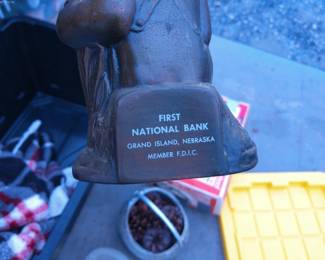 FIRST
NATIONAL BANK
GRAND ISLAND, NEBRASKA
MEMBER F.D.I.C.